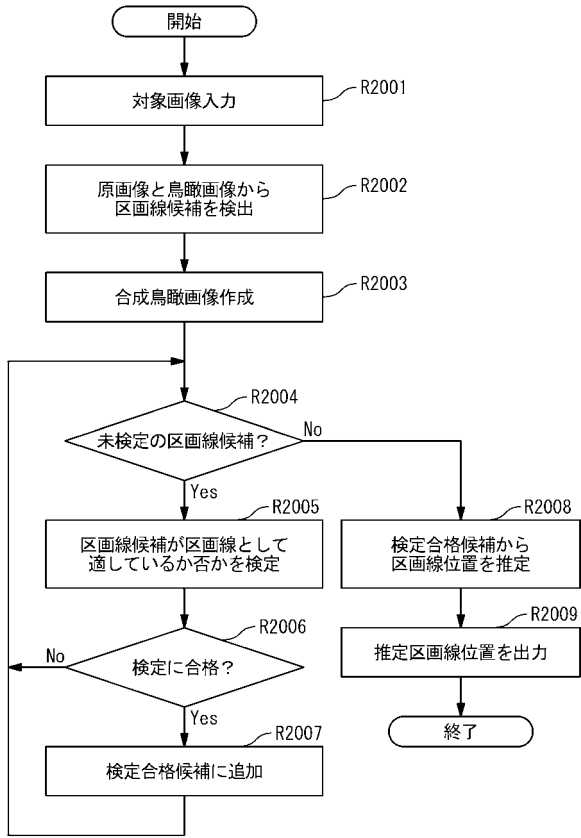 開始
対象画像入力
R2001
原画像と鳥瞰画像から
区画線候補を検出
R2002
合成鳥瞰画像作成
R2003
未検定の区画線候補？
R2004
No
Yes
区画線候補が区画線として
適しているか否かを検定
R2005
検定に合格？
R2006
No
Yes
検定合格候補に追加
R2007
検定合格候補から
区画線位置を推定
R2008
推定区画線位置を出力
R2009
終了